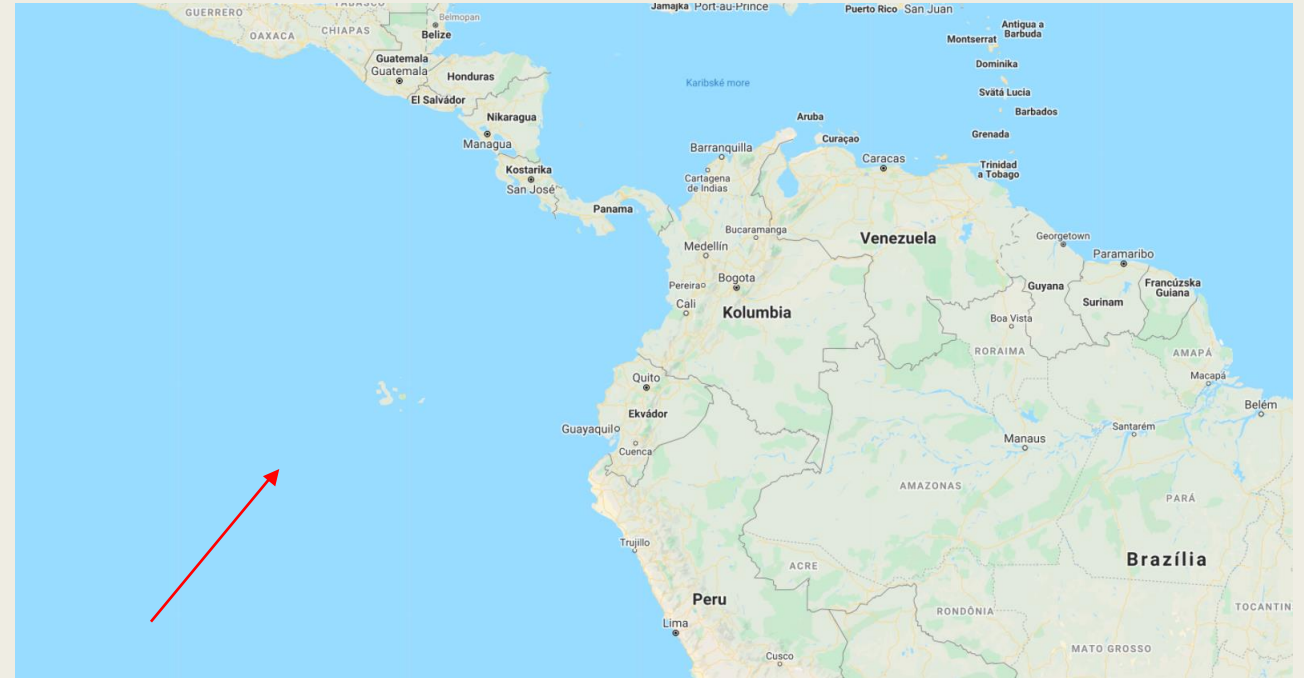 TABASCO
GUERRERO
OAXACA
CHIAPAS
Belmopan
Belize
Jamajka
Port-au-Prince
Puerto Rico
San Juan
Antigua a
Barbuda
Montserrat
Dominika
Svätá Lucia
Barbados
Grenada
Trinidad
a Tobago
Guatemala
Guatemala
Honduras
El Salvádor
Nikaragua
Managua
Karibské more
Aruba
Curaçao
Kostarika
San José
Panama
Barranquilla
Cartagena
de Indias
Caracas
Bucaramanga
Medellín
Venezuela
Georgetown
Paramaribo
Pereira
Bogota
Cali
Kolumbia
Guyana
Surinam
Francúzska
Guiana
Boa Vista
RORAIMA
AMAPÁ
Macapá
Quito
Ekvádor
Guayaquil
Cuenca
Belém
Santarém
Manaus
AMAZONAS
PARÁ
Trujillo
ACRE
Brazília
Peru
Lima
RONDÔNIA
TOCANTIN
MATO GROSSO
Cusco